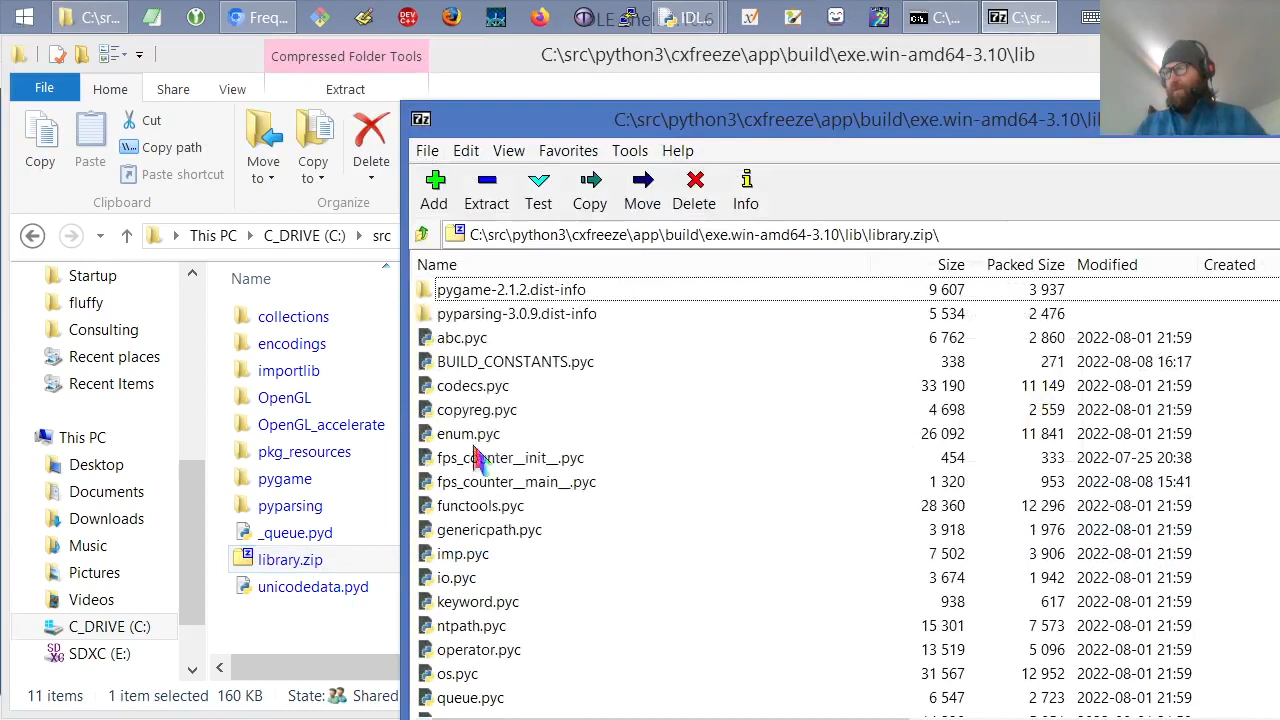 C:\sr...
Freq...
DEV
C++
LE Shell 3.10.6
IDL...
C:\...
C:\sr...
Compressed Folder Tools
C:\src\python3\cxfreeze\app\build\exe.win-amd64-3.10\lib
File
Home
Share
View
Extract
Copy
Paste
Cut
Copy path
Paste shortcut
Move
to
Copy
to
Delete
Clipboard
Organize
This PC
C_DRIVE (C:)
src
Startup
fluffy
Consulting
Recent places
Recent Items
This PC
Desktop
Documents
Downloads
Music
Pictures
Videos
C_DRIVE (C:)
SDXC (E:)
Name
collections
encodings
importlib
OpenGL
OpenGL_accelerate
pkg_resources
pygame
pyparsing
_queue.pyd
library.zip
unicodedata.pyd
11 items
1 item selected
160 KB
State:
Shared
7z
C:\src\python3\cxfreeze\app\build\exe.win-amd64-3.10\li
File Edit View Favorites Tools Help
Add Extract Test Copy Move Delete Info
C:\src\python3\cxfreeze\app\build\exe.win-amd64-3.10\lib\library.zip\
Name Size Packed Size Modified Created
pygame-2.1.2.dist-info 9 607 3 937
pyparsing-3.0.9.dist-info 5 534 2 476
abc.pyc 6 762 2 860 2022-08-01 21:59
BUILD_CONSTANTS.pyc 338 271 2022-08-08 16:17
codecs.pyc 33 190 11 149 2022-08-01 21:59
copyreg.pyc 4 698 2 559 2022-08-01 21:59
enum.pyc 26 092 11 841 2022-08-01 21:59
fps_counter__init__.pyc 454 333 2022-07-25 20:38
fps_counter__main__.pyc 1 320 953 2022-08-08 15:41
functools.pyc 28 360 12 296 2022-08-01 21:59
genericpath.pyc 3 918 1 976 2022-08-01 21:59
imp.pyc 7 502 3 906 2022-08-01 21:59
io.pyc 3 674 1 942 2022-08-01 21:59
keyword.pyc 938 617 2022-08-01 21:59
ntpath.pyc 15 301 7 573 2022-08-01 21:59
operator.pyc 13 519 5 096 2022-08-01 21:59
os.pyc 31 567 12 952 2022-08-01 21:59
queue.pyc 6 547 2 723 2022-08-01 21:59